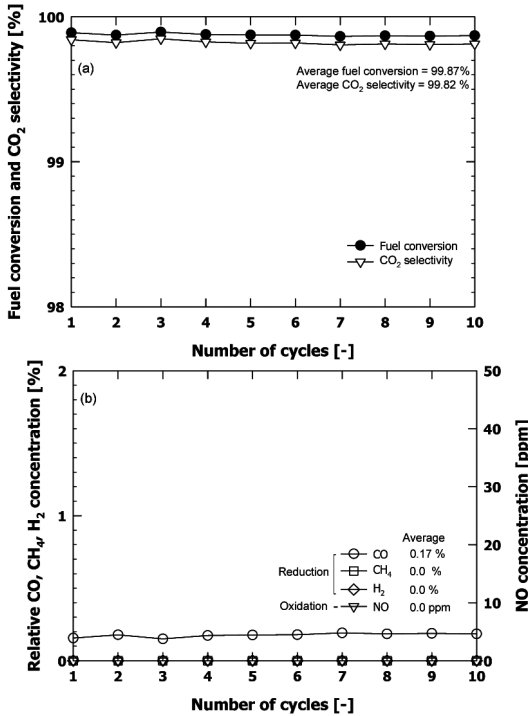 Fuel conversion and CO2 selectivity [%]
100
99
98
(a)
Average fuel conversion = 99.87%
Average CO2 selectivity = 99.82 %
Fuel conversion
CO2 selectivity
1 2 3 4 5 6 7 8 9 10
Number of cycles [-]
Relative CO, CH4, H2 concentration [%]
2
1
0
(b)
Average
Reduction
CO 0.17 %
CH4 0.0 %
H2 0.0 %
Oxidation NO 0.0 ppm
50
40
30
20
10
0
NO concentration [ppm]
1 2 3 4 5 6 7 8 9 10
Number of cycles [-]